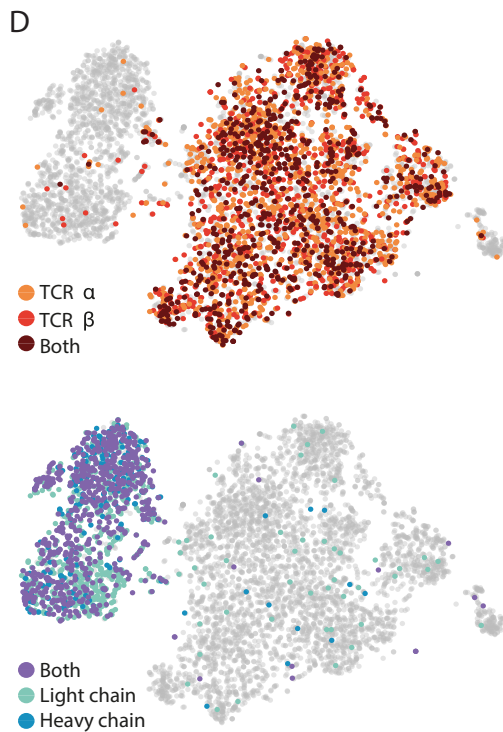 D
TCR α
TCR β
Both
Both
Light chain
Heavy chain